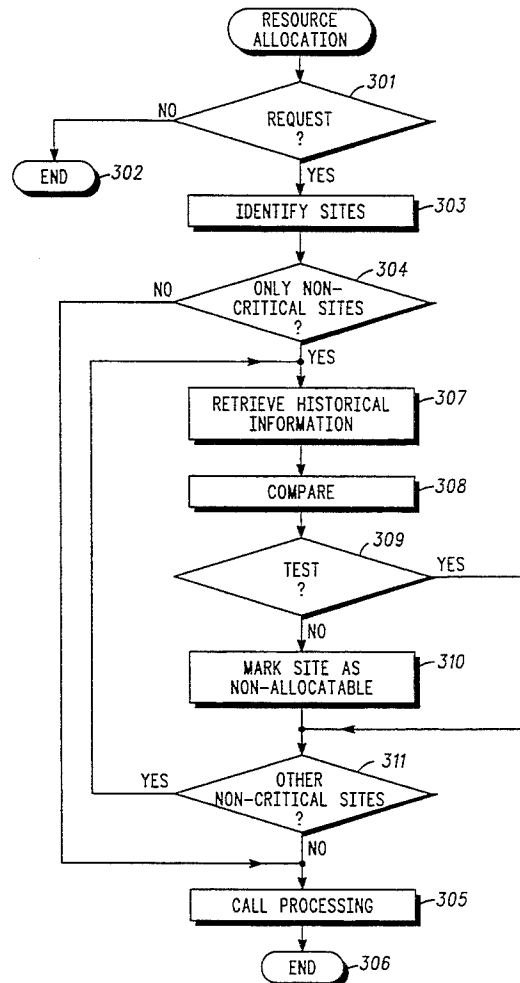 RESOURCE
ALLOCATION
301
NO
REQUEST
?
END
302
YES
IDENTIFY SITES
303
304
NO
ONLY NON-
CRITICAL SITES
?
YES
RETRIEVE HISTORICAL
INFORMATION
307
COMPARE
308
309
YES
TEST
?
NO
MARK SITE AS
NON-ALLOCATABLE
310
311
YES
OTHER
NON-CRITICAL SITES
?
NO
CALL PROCESSING
305
END
306